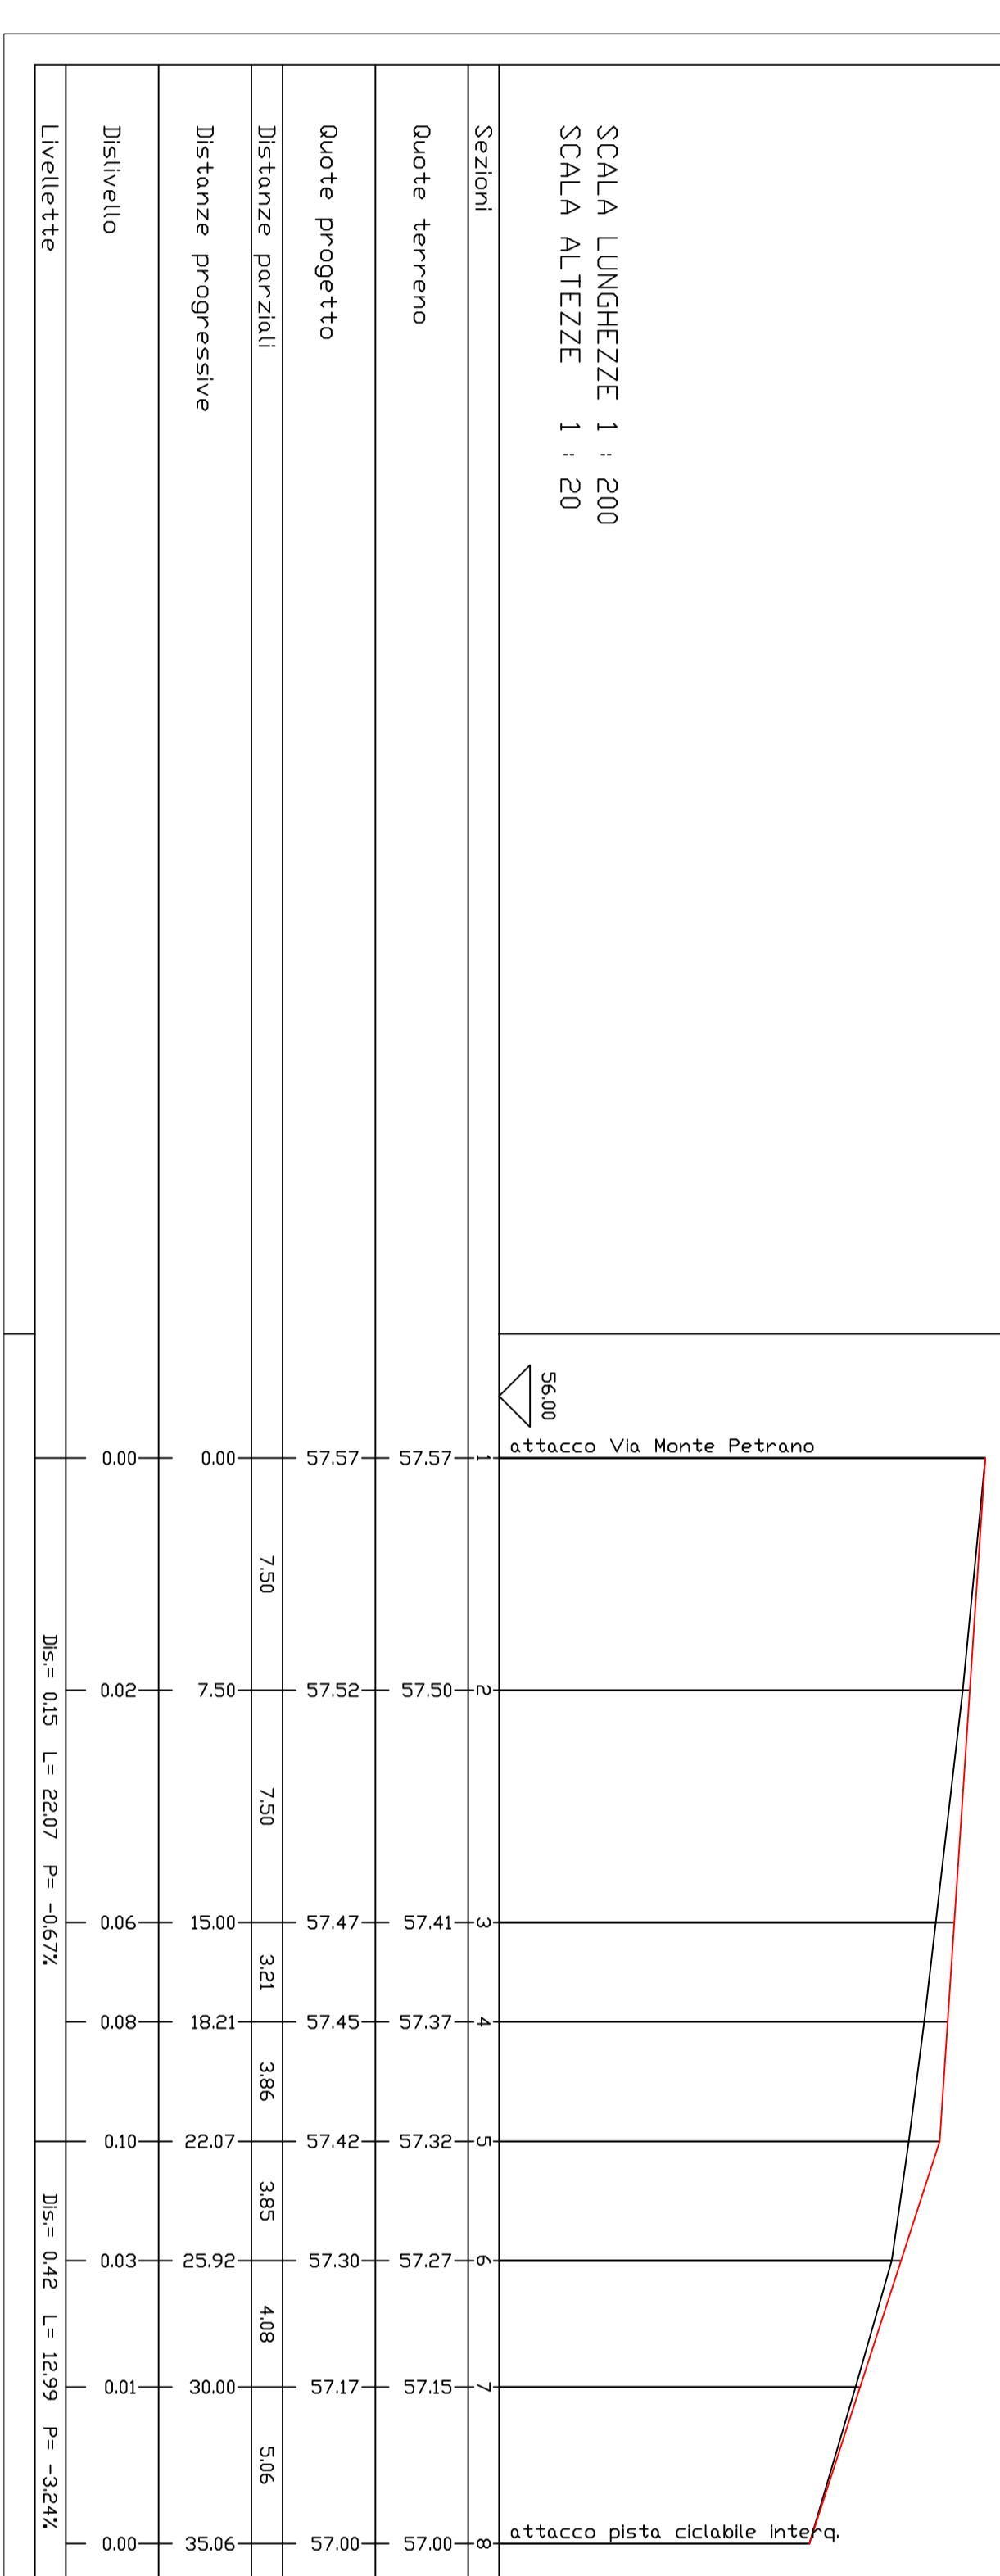 SCALA LUNGHEZZE 1 : 200
SCALA ALTEZZE 1 : 20
56.00
attacco Via Monte Petrano
attacco pista ciclabile interq.
Sezioni 1 2 3 4 5 6 7 8
Quote terreno 57.57 57.50 57.41 57.37 57.32 57.27 57.15 57.00
Quote progetto 57.57 57.52 57.47 57.45 57.42 57.30 57.17 57.00
Distanze parziali 7.50 7.50 3.21 3.86 3.85 4.08 5.06
Distanze progressive 0.00 7.50 15.00 18.21 22.07 25.92 30.00 35.06
Dislivello 0.00 0.02 0.06 0.08 0.10 0.03 0.01 0.00
Livellette Dis.= 0.15 L= 22.07 P= -0.67% Dis.= 0.42 L= 12.99 P= -3.24%